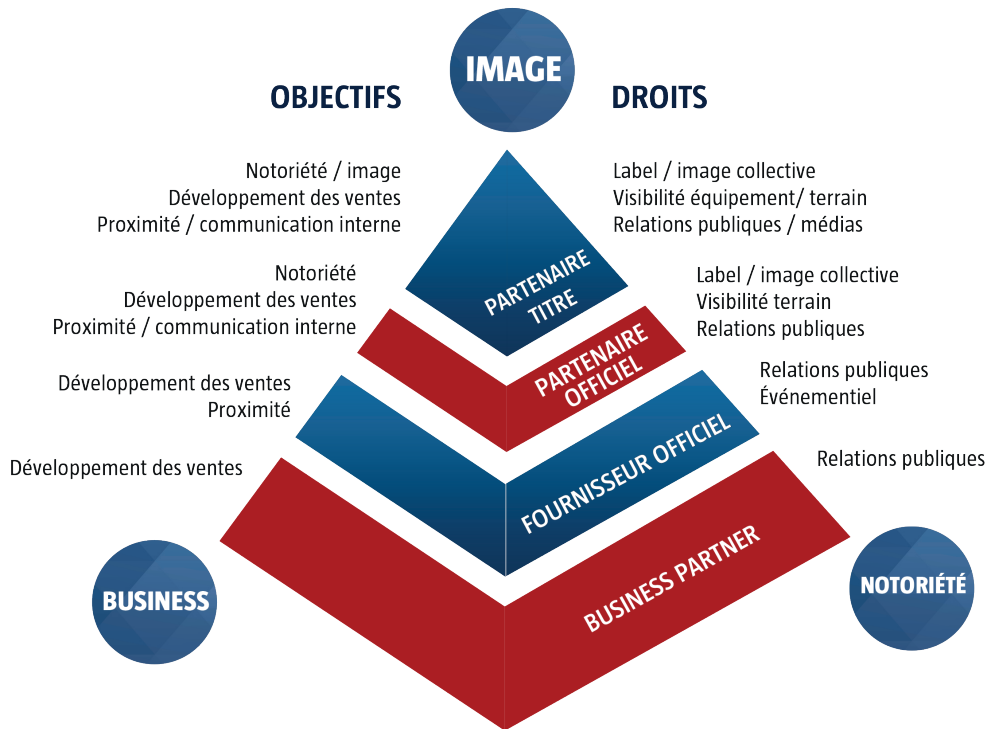 IMAGE
OBJECTIFS
DROITS
Notoriété / image
Développement des ventes
Proximité / communication interne
Label / image collective
Visibilité équipement/ terrain
Relations publiques / médias
PARTENAIRE
TITRE
Notoriété
Développement des ventes
Proximité / communication interne
Label / image collective
Visibilité terrain
Relations publiques
PARTENAIRE
OFFICIEL
Développement des ventes
Proximité
Relations publiques
Événementiel
FOURNISSEUR OFFICIEL
Développement des ventes
Relations publiques
BUSINESS PARTNER
BUSINESS
NOTORIÉTÉ